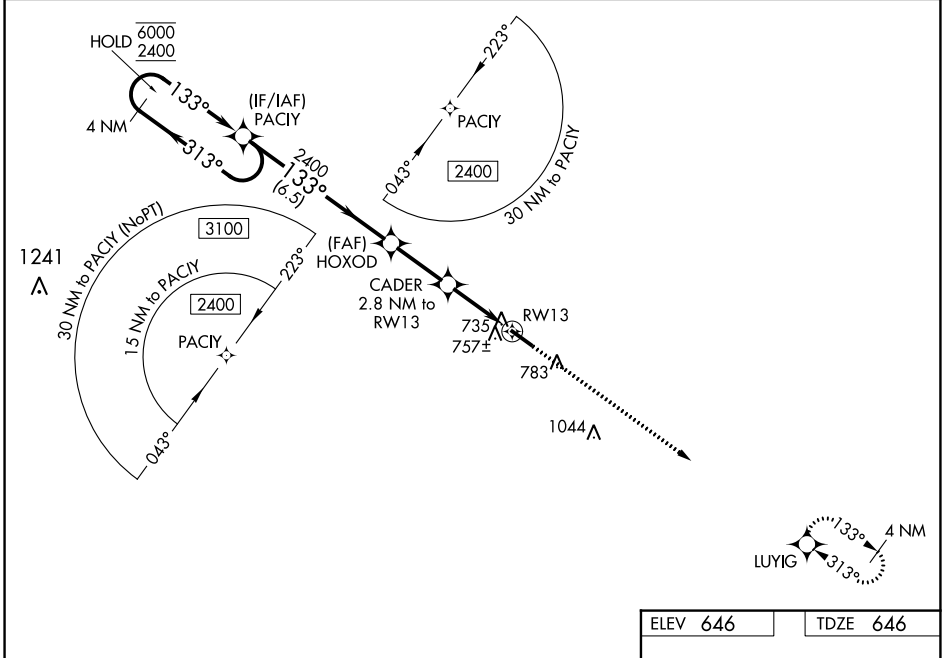 HOLD 6000
2400
133°
4 NM
313°
(IF/IAF)
PACIY
2400
133°
(6.5)
223°
PACIY
2400
043°
30 NM to PACIY
30 NM to PACIY (NoPT)
3100
15 NM to PACIY
2400
223°
PACIY
043°
1241
(FAF)
HOXOD
CADER
2.8 NM to
RW13
735
757±
RW13
783
1044
133°
4 NM
313°
LUYIG
ELEV 646
TDZE 646